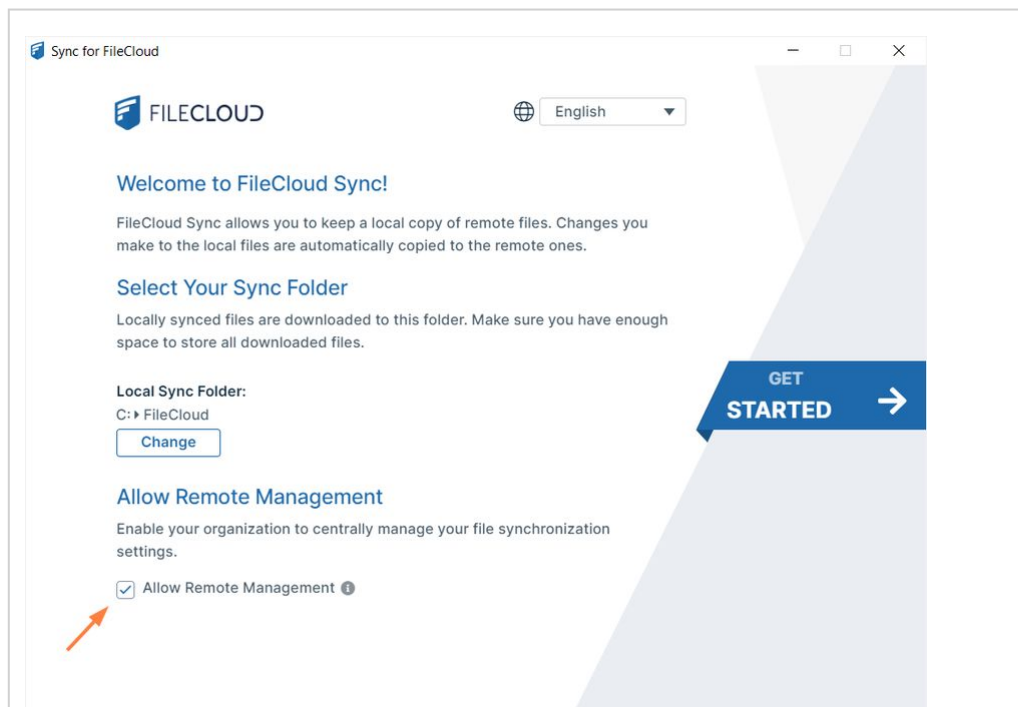 Sync for FileCloud
FILECLOUD
English
Welcome to FileCloud Sync!
FileCloud Sync allows you to keep a local copy of remote files. Changes you
make to the local files are automatically copied to the remote ones.
Select Your Sync Folder
Locally synced files are downloaded to this folder. Make sure you have enough
space to store all downloaded files.
Local Sync Folder:
C: FileCloud
Change
GET
STARTED
Allow Remote Management
Enable your organization to centrally manage your file synchronization
settings.
Allow Remote Management